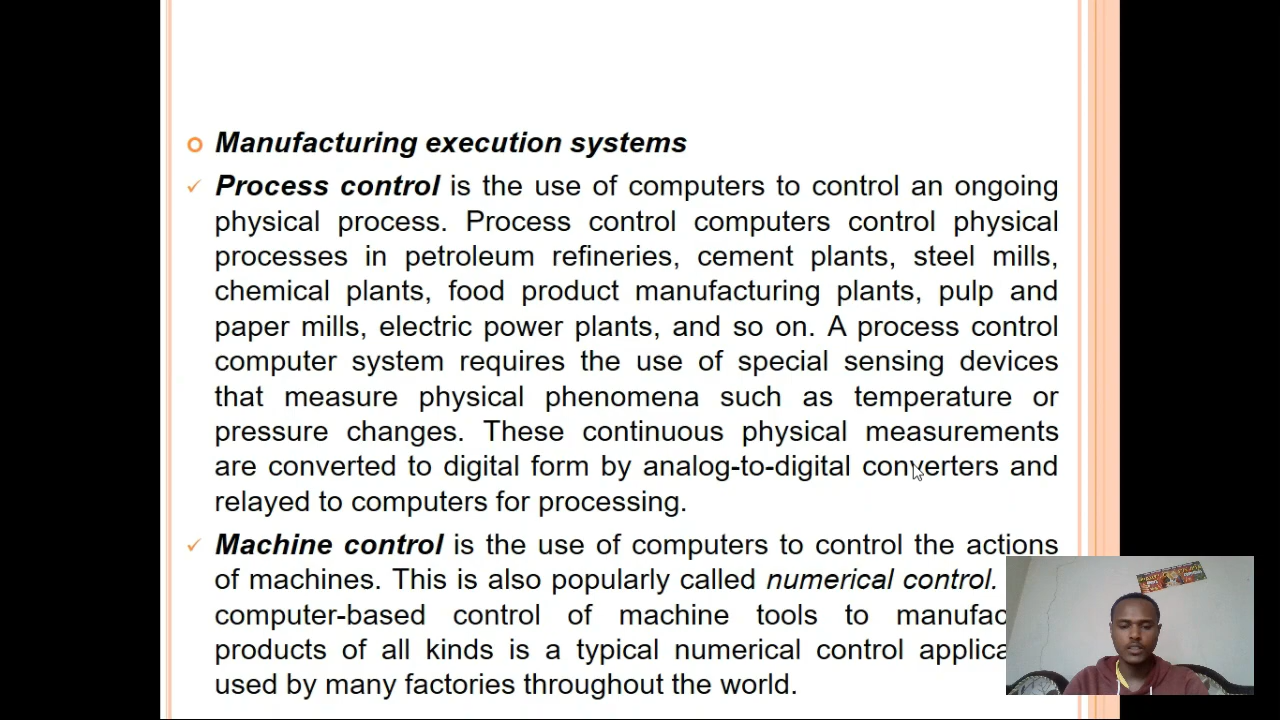 Manufacturing execution systems
Process control is the use of computers to control an ongoing
physical process. Process control computers control physical
processes in petroleum refineries, cement plants, steel mills,
chemical plants, food product manufacturing plants, pulp and
paper mills, electric power plants, and so on. A process control
computer system requires the use of special sensing devices
that measure physical phenomena such as temperature or
pressure changes. These continuous physical measurements
are converted to digital form by analog-to-digital converters and
relayed to computers for processing.
Machine control is the use of computers to control the actions
of machines. This is also popularly called numerical control.
computer-based control of machine tools to manufac
products of all kinds is a typical numerical control applica
used by many factories throughout the world.